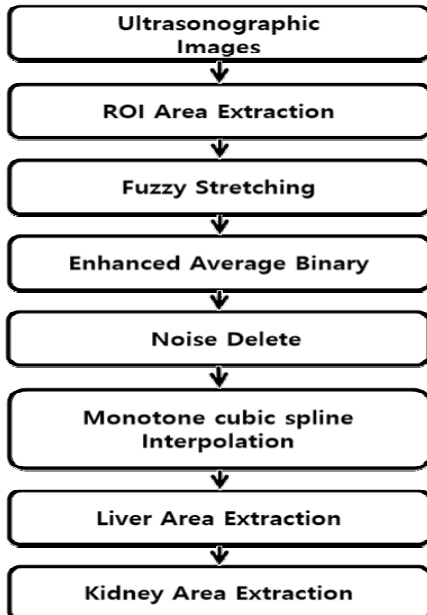 Ultrasonographic
Images
ROI Area Extraction
Fuzzy Stretching
Enhanced Average Binary
Noise Delete
Monotone cubic spline
Interpolation
Liver Area Extraction
Kidney Area Extraction